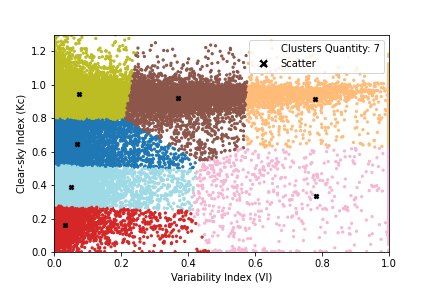 Clusters Quantity: 7
Scatter
Clear-sky Index (Kc)
1.2
1.0
0.8
0.6
0.4
0.2
0.0
0.0 0.2 0.4 0.6 0.8 1.0
Variability Index (VI)